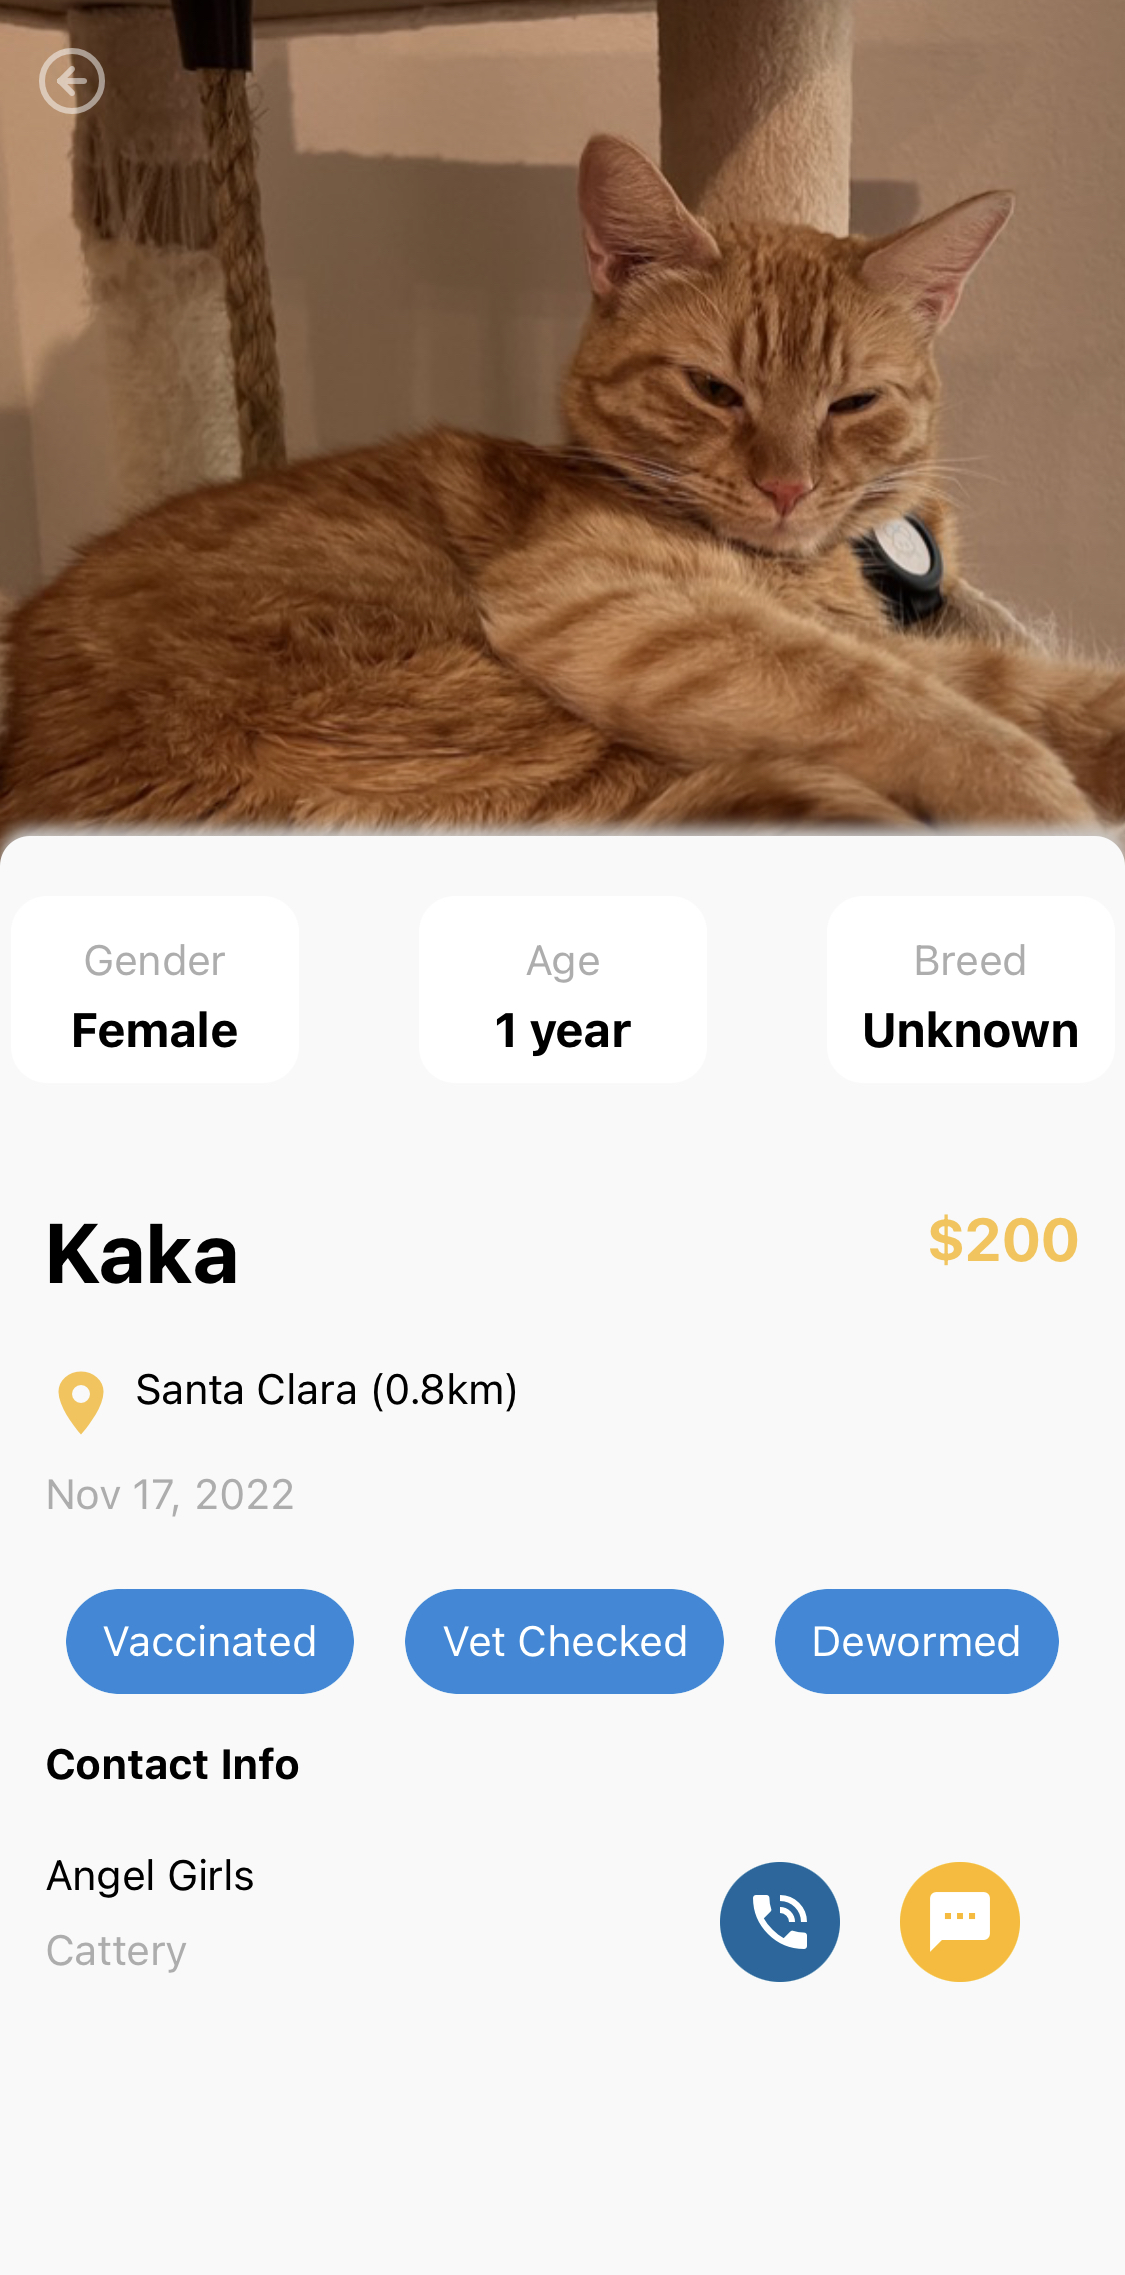 Gender
Female
Age
1 year
Breed
Unknown
Kaka
$200
Santa Clara (0.8km)
Nov 17, 2022
Vaccinated
Vet Checked
Dewormed
Contact Info
Angel Girls
Cattery